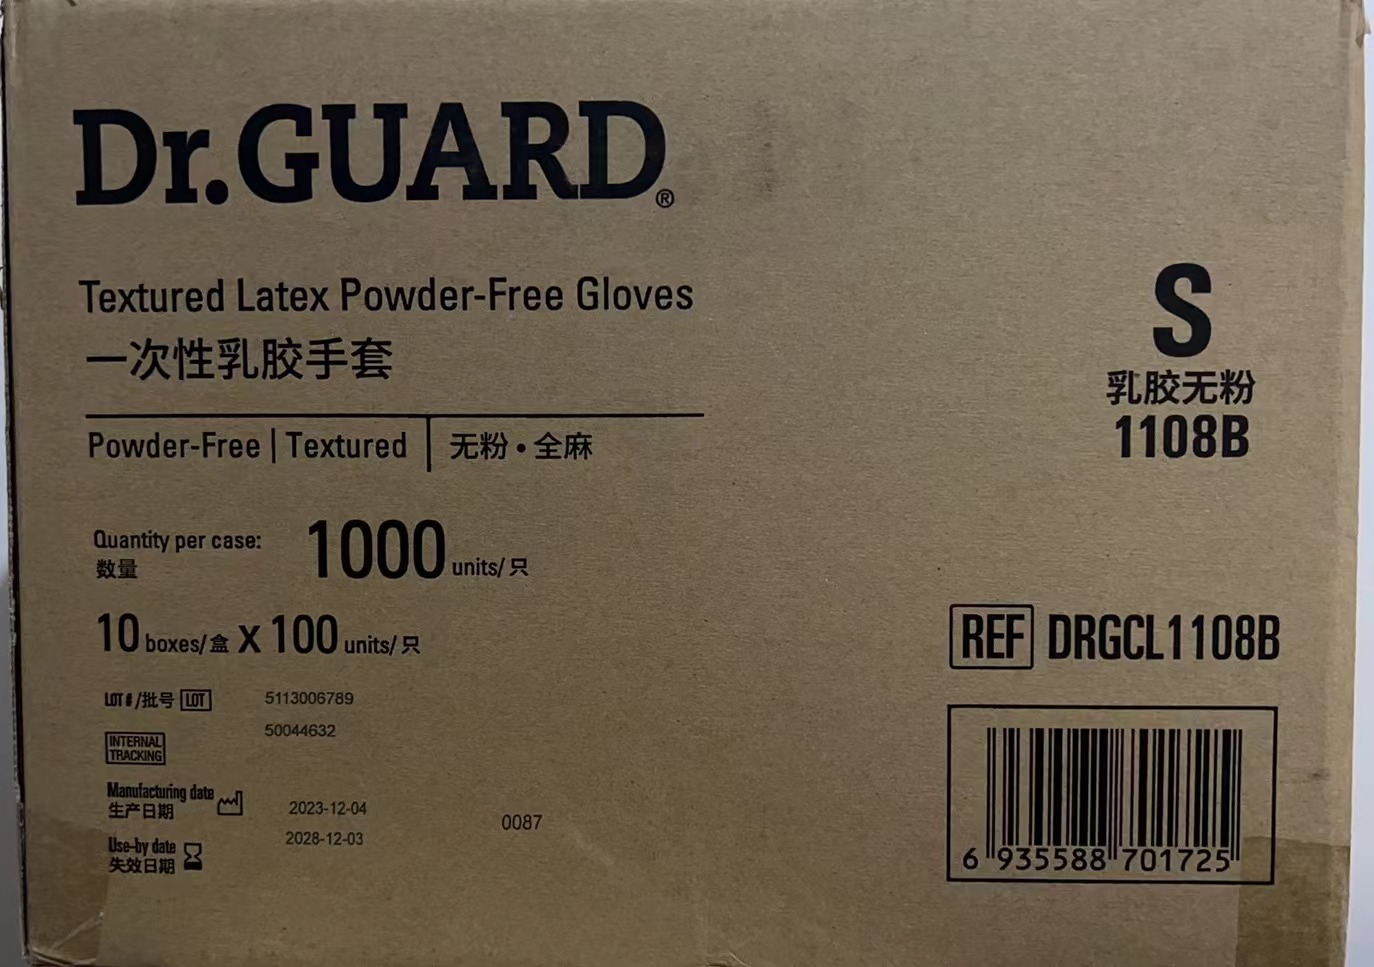 Dr.GUARD®
Textured Latex Powder-Free Gloves
一次性乳胶手套
Powder-Free | Textured | 无粉·全麻
S
乳胶无粉
1108B
Quantity per case: 1000 units/只
数量
10 boxes/盒 X 100 units/只
REF DRGCL1108B
LOT#/批号 LOT 5113006789
50044632
INTERNAL
TRACKING
Manufacturing date
生产日期 2023-12-04
0087
Use-by date 2028-12-03
失效日期
6 935588 701725